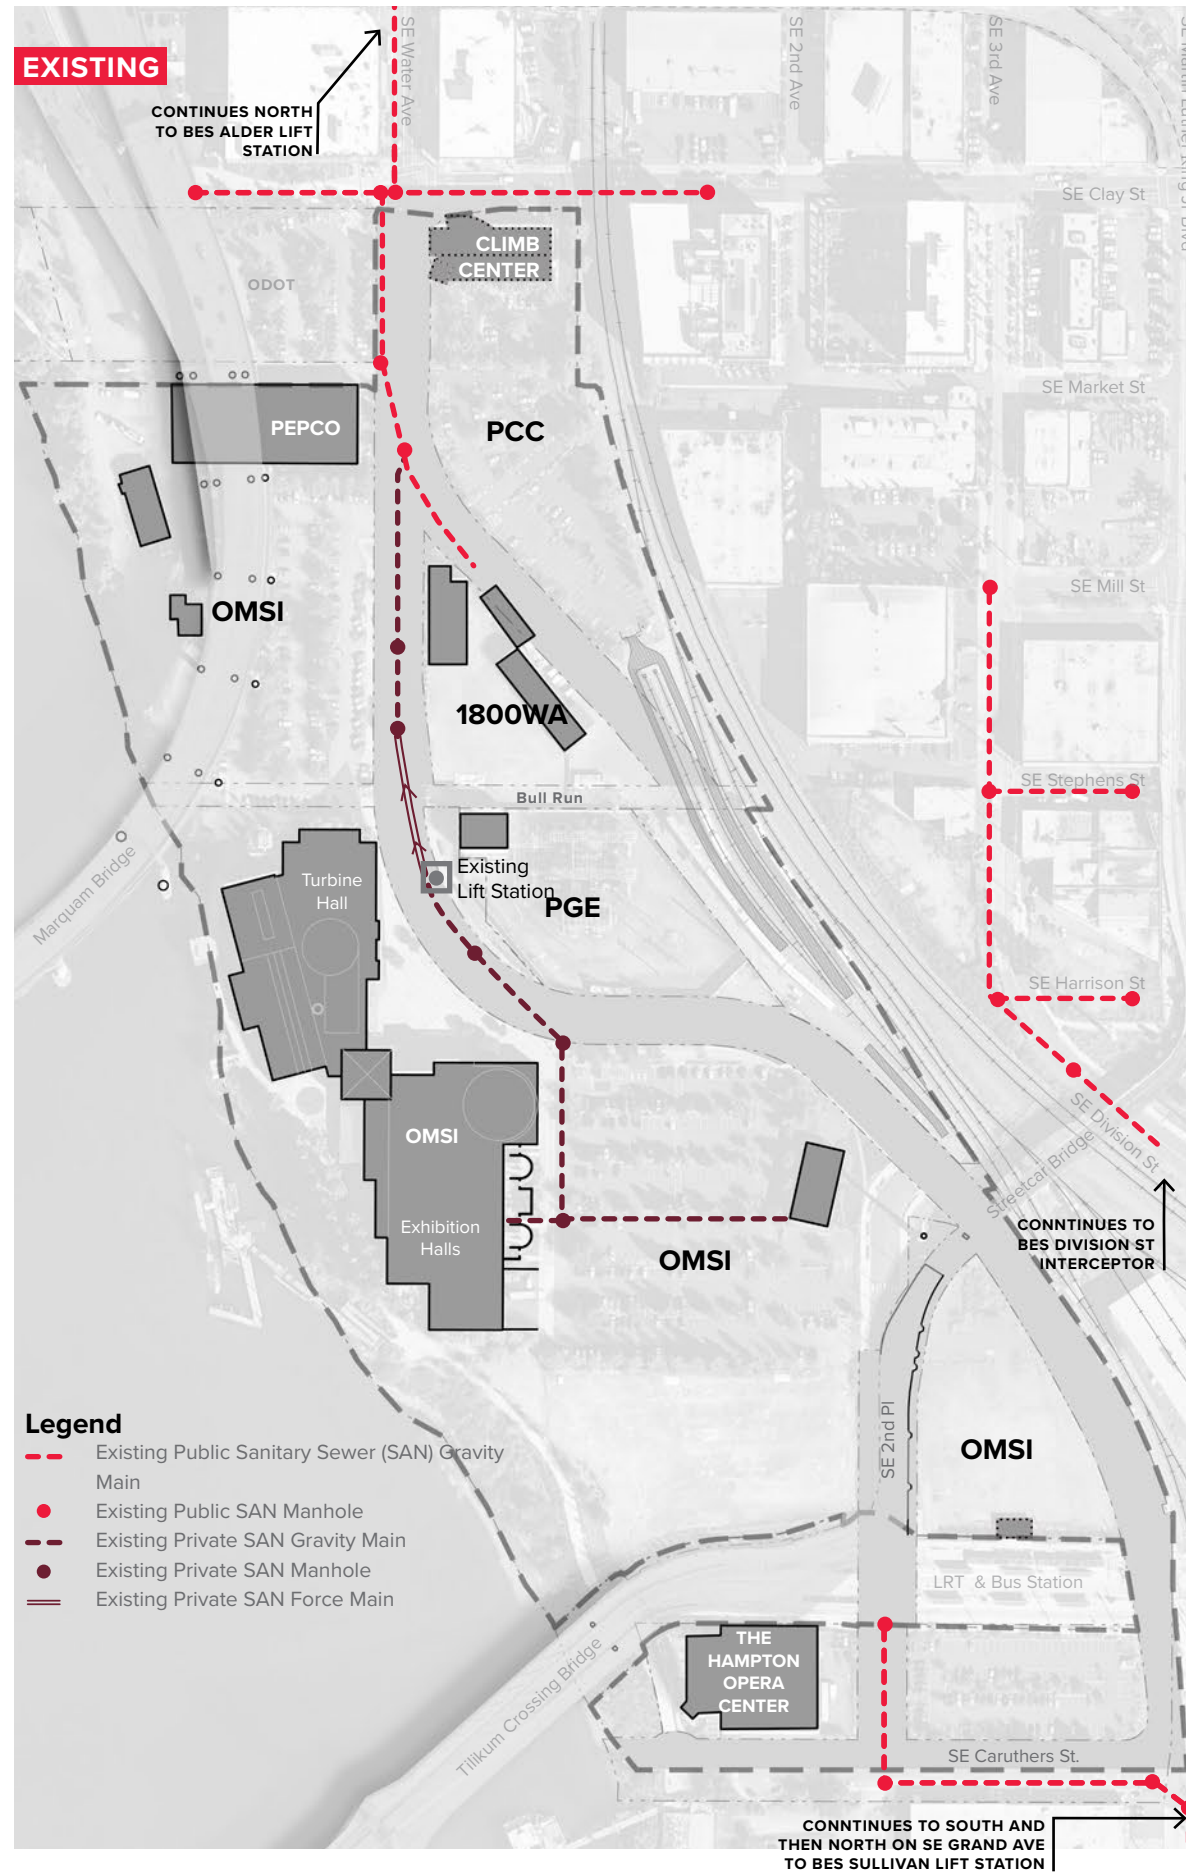 EXISTING
CONTINUES NORTH
TO BES ALDER LIFT
STATION
SE Water Ave
SE 2nd Ave
SE 3rd Ave
SE Clay St
CLIMB
CENTER
ODOT
SE Market St
PEPCO
PCC
SE Mill St
OMSI
1800WA
SE Stephens St
Bull Run
Marquam Bridge
Turbine
Hall
Existing
Lift Station
PGE
SE Harrison St
SE Division St
Streetcar Bridge
OMSI
Exhibition
Halls
OMSI
CONNTINUES TO
BES DIVISION ST
INTERCEPTOR
SE 2nd Pl
OMSI
Legend
Existing Public Sanitary Sewer (SAN) Gravity
Main
Existing Public SAN Manhole
Existing Private SAN Gravity Main
Existing Private SAN Manhole
Existing Private SAN Force Main
LRT & Bus Station
THE
HAMPTON
OPERA
CENTER
Tilikum Crossing Bridge
SE Caruthers St.
CONNTINUES TO SOUTH AND
THEN NORTH ON SE GRAND AVE
TO BES SULLIVAN LIFT STATION